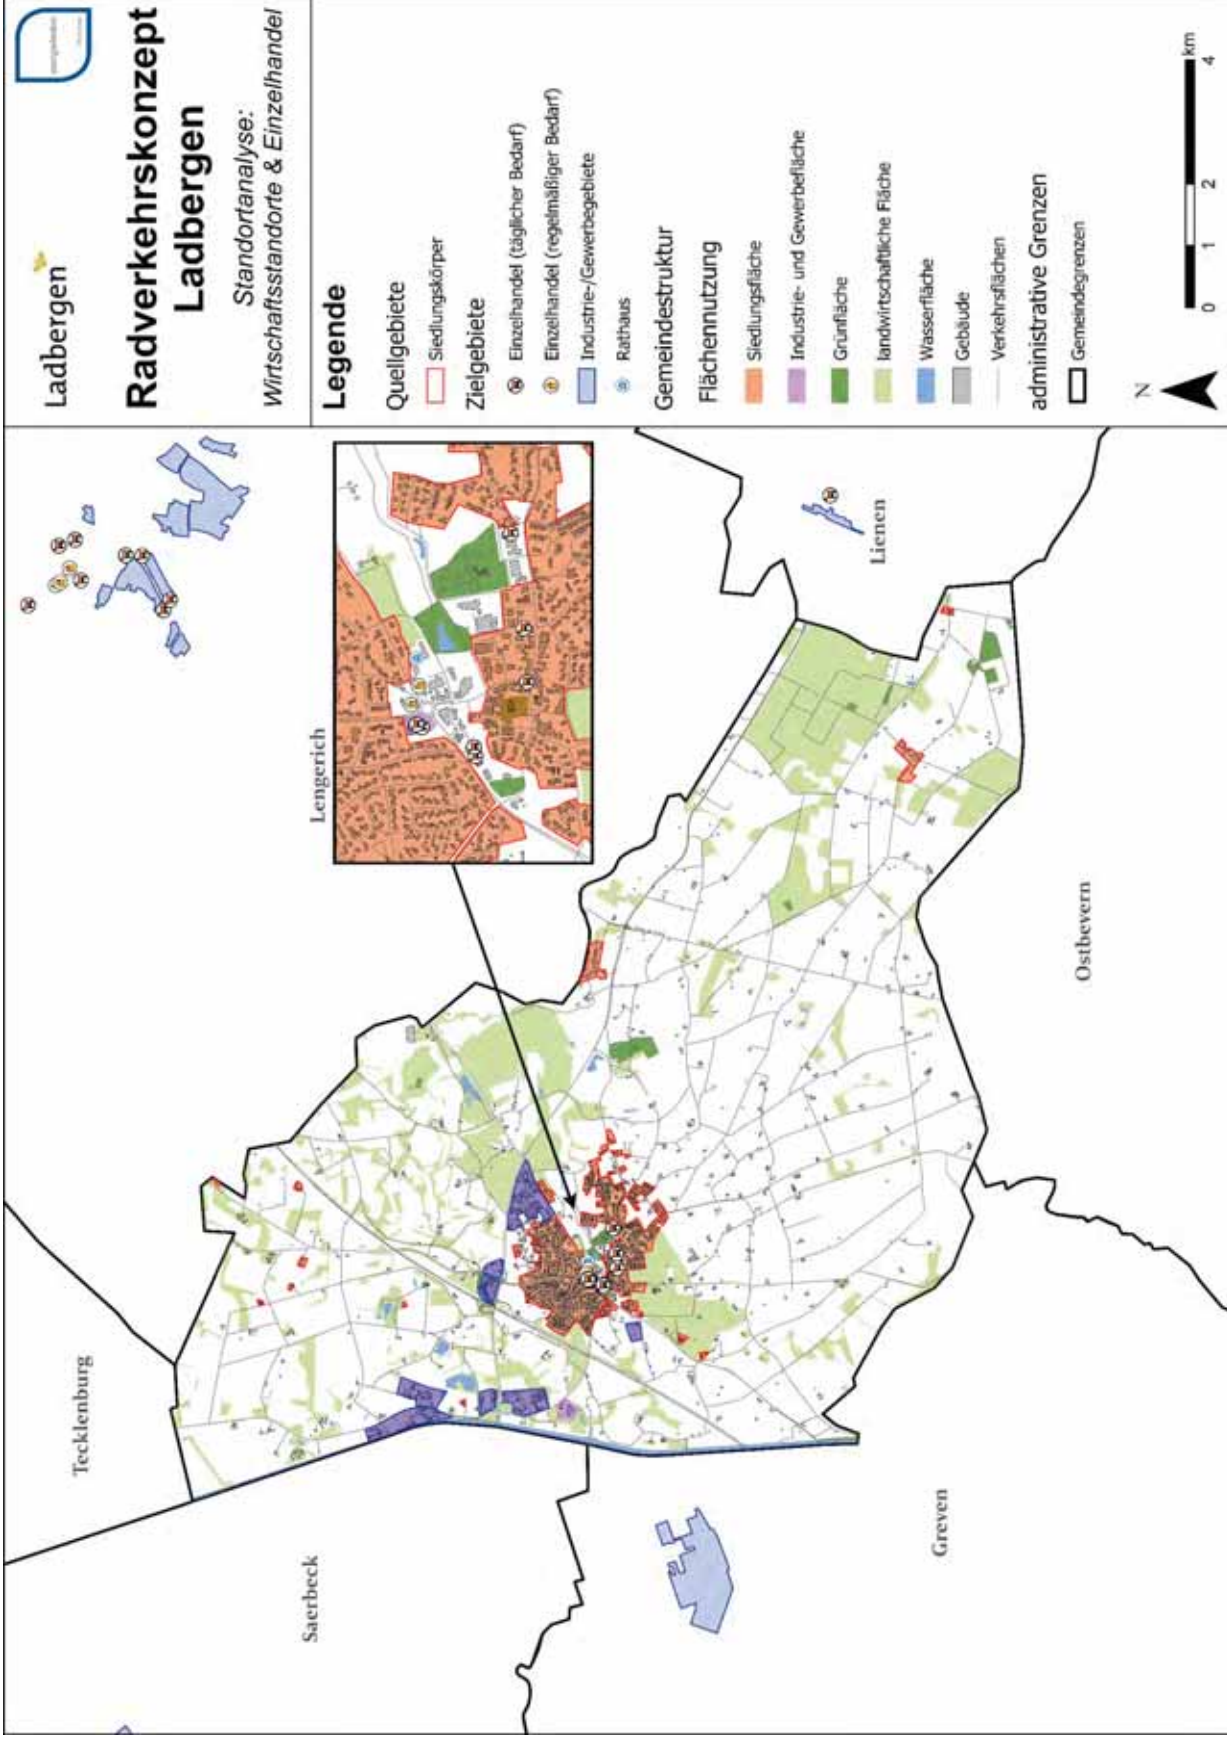 Ladbergen
Radverkehrskonzept
Ladbergen
Standortanalyse:
Wirtschaftsstandorte & Einzelhandel
Legende
Quellgebiete
Siedlungskörper
Zielgebiete
Einzelhandel (täglicher Bedarf)
Einzelhandel (regelmäßiger Bedarf)
Industrie-/Gewerbegebiete
Rathaus
Gemeindestruktur
Flächennutzung
Siedlungsfläche
Industrie- und Gewerbefläche
Grünfläche
landwirtschaftliche Fläche
Wasserfläche
Gebäude
Verkehrsflächen
administrative Grenzen
Gemeindegrenzen
N
0 1 2 4
km
Tecklenburg
Lengerich
Saerbeck
Lienen
Greven
Ostbevern